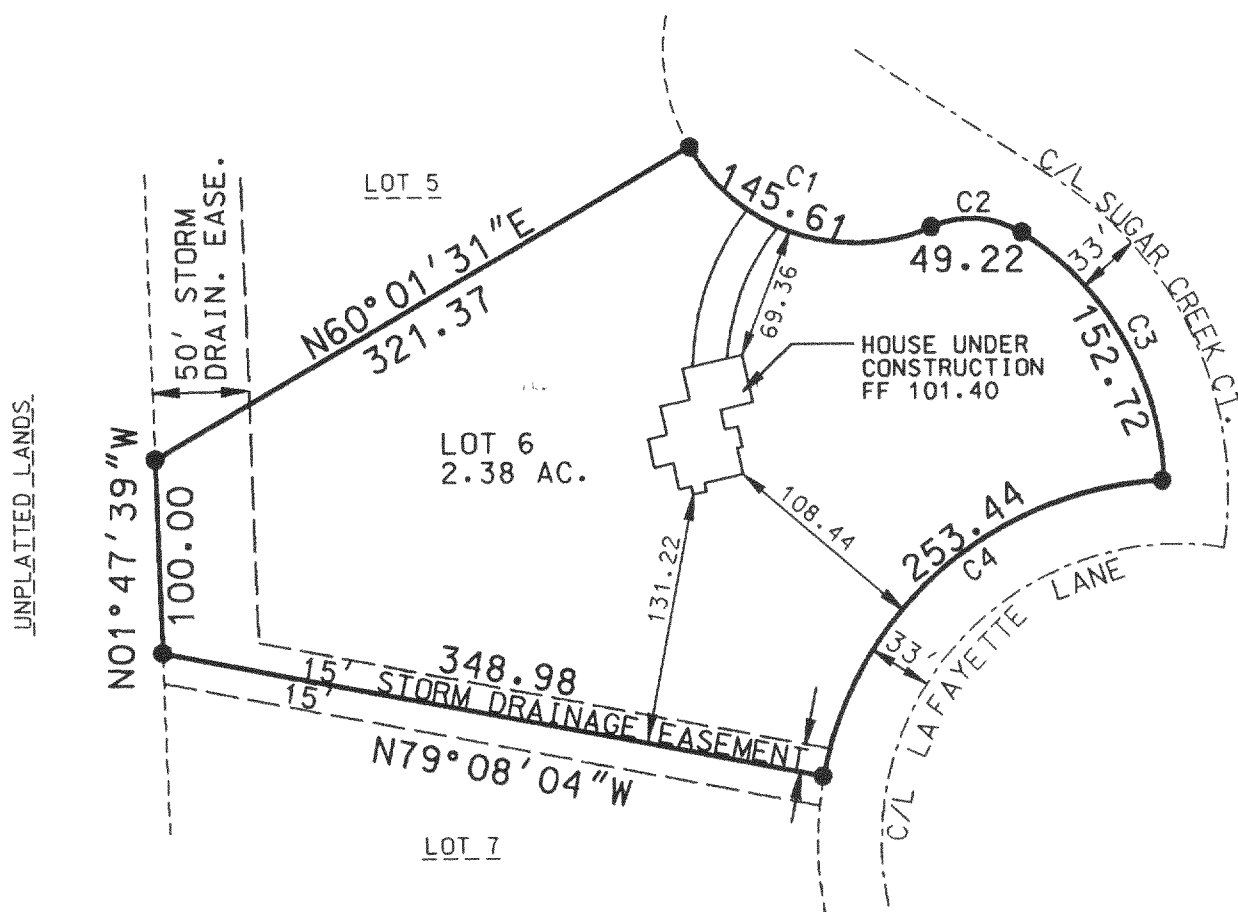 LOT 5
50' STORM
DRAIN. EASE.
N60°01'31"E
321.37
C1
145.61
C2
49.22
C/L SUGAR CREEK CT.
33'
C3
152.72
69.36
HOUSE UNDER
CONSTRUCTION
FF 101.40
LOT 6
2.38 AC.
UNPLATTED LANDS
N01°47'39"W
100.00
108.44
131.22
253.44
C4
33'
C/L LAFAYETTE LANE
348.98
15'
15'
STORM DRAINAGE EASEMENT
N79°08'04"W
LOT 7